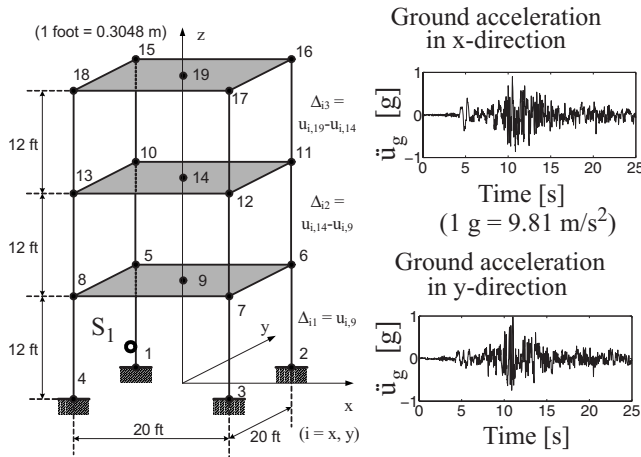 (1 foot = 0.3048 m)
z
15
16
18
19
17
Δi3 =
ui,19-ui,14
12 ft
10
11
13
14
12
Δi2 =
ui,14-ui,9
12 ft
5
6
8
9
7
Δi1 = ui,9
12 ft
S1
y
1
2
4
3
x
20 ft
20 ft
(i = x, y)
Ground acceleration
in x-direction
üg [g]
1
0
-1
0 5 10 15 20 25
Time [s]
(1 g = 9.81 m/s²)
Ground acceleration
in y-direction
üg [g]
1
0
-1
0 5 10 15 20 25
Time [s]